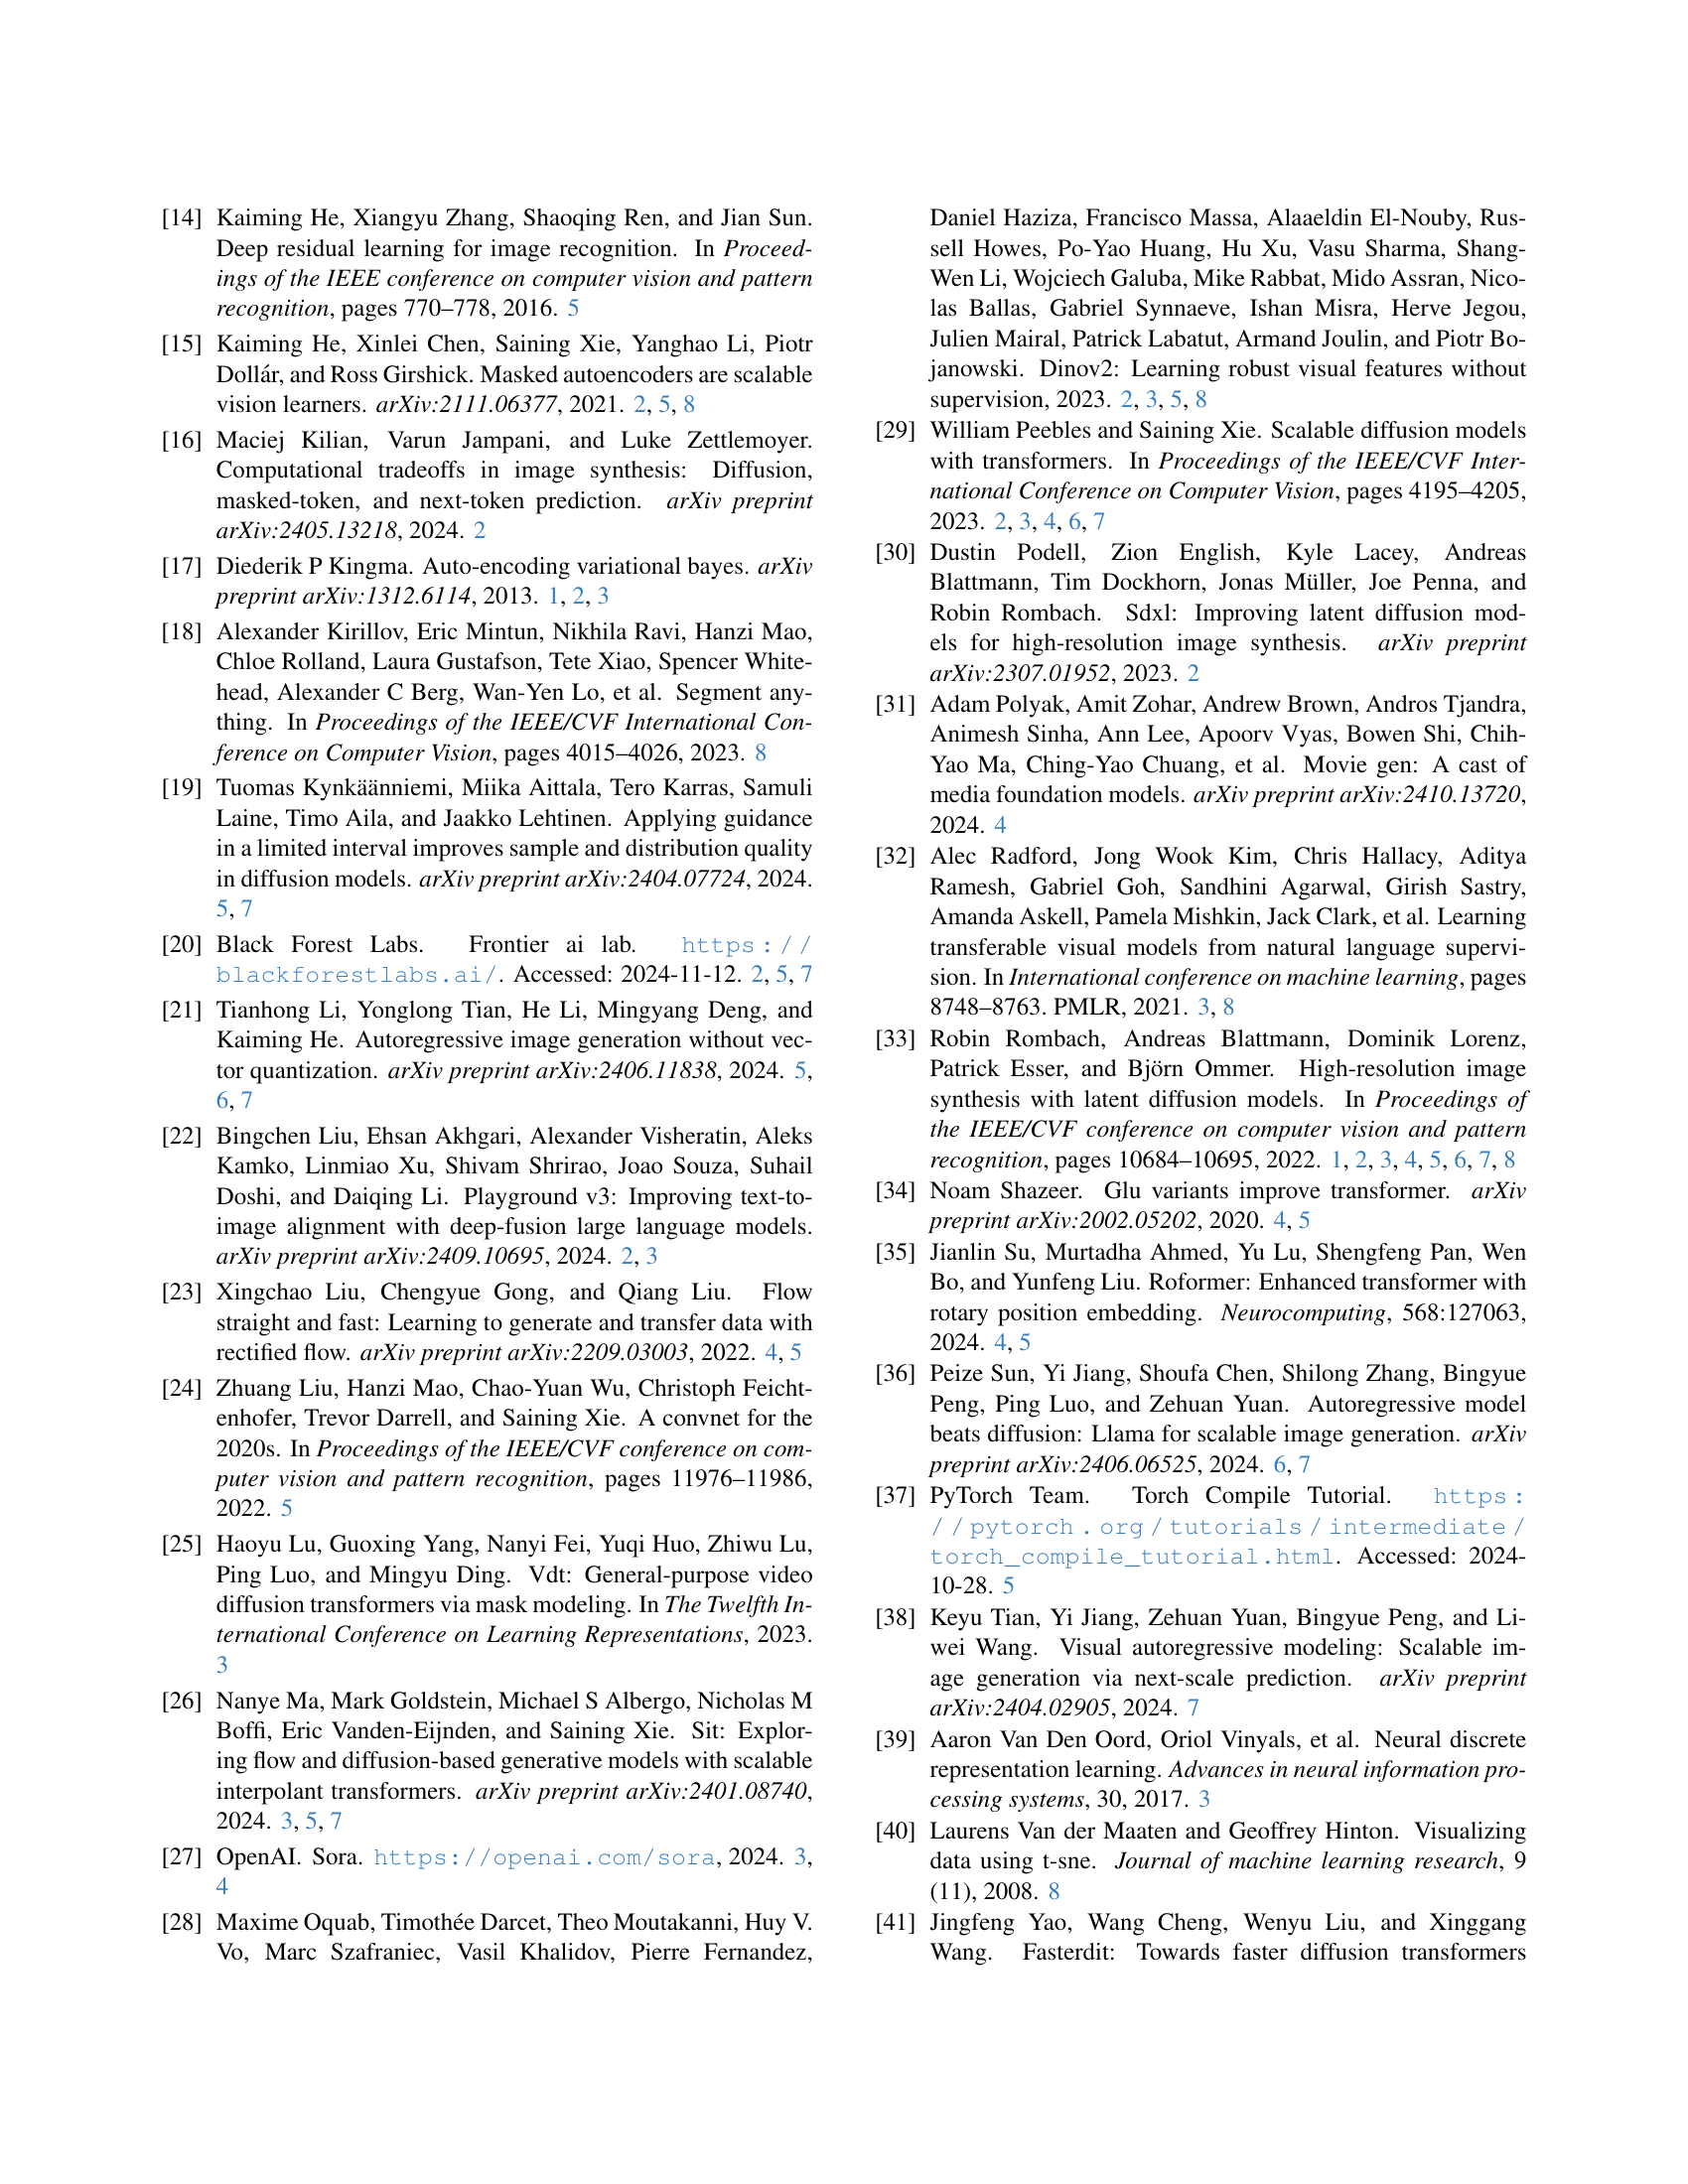 [14] Kaiming He, Xiangyu Zhang, Shaoqing Ren, and Jian Sun.
Deep residual learning for image recognition. In Proceed-
ings of the IEEE conference on computer vision and pattern
recognition, pages 770–778, 2016. 5
[15] Kaiming He, Xinlei Chen, Saining Xie, Yanghao Li, Piotr
Dollár, and Ross Girshick. Masked autoencoders are scalable
vision learners. arXiv:2111.06377, 2021. 2, 5, 8
[16] Maciej Kilian, Varun Jampani, and Luke Zettlemoyer.
Computational tradeoffs in image synthesis: Diffusion,
masked-token, and next-token prediction. arXiv preprint
arXiv:2405.13218, 2024. 2
[17] Diederik P Kingma. Auto-encoding variational bayes. arXiv
preprint arXiv:1312.6114, 2013. 1, 2, 3
[18] Alexander Kirillov, Eric Mintun, Nikhila Ravi, Hanzi Mao,
Chloe Rolland, Laura Gustafson, Tete Xiao, Spencer White-
head, Alexander C Berg, Wan-Yen Lo, et al. Segment any-
thing. In Proceedings of the IEEE/CVF International Con-
ference on Computer Vision, pages 4015–4026, 2023. 8
[19] Tuomas Kynkäänniemi, Miika Aittala, Tero Karras, Samuli
Laine, Timo Aila, and Jaakko Lehtinen. Applying guidance
in a limited interval improves sample and distribution quality
in diffusion models. arXiv preprint arXiv:2404.07724, 2024.
5, 7
[20] Black Forest Labs. Frontier ai lab. https://
blackforestlabs.ai/. Accessed: 2024-11-12. 2, 5, 7
[21] Tianhong Li, Yonglong Tian, He Li, Mingyang Deng, and
Kaiming He. Autoregressive image generation without vec-
tor quantization. arXiv preprint arXiv:2406.11838, 2024. 5,
6, 7
[22] Bingchen Liu, Ehsan Akhgari, Alexander Visheratin, Aleks
Kamko, Linmiao Xu, Shivam Shrirao, Joao Souza, Suhail
Doshi, and Daiqing Li. Playground v3: Improving text-to-
image alignment with deep-fusion large language models.
arXiv preprint arXiv:2409.10695, 2024. 2, 3
[23] Xingchao Liu, Chengyue Gong, and Qiang Liu. Flow
straight and fast: Learning to generate and transfer data with
rectified flow. arXiv preprint arXiv:2209.03003, 2022. 4, 5
[24] Zhuang Liu, Hanzi Mao, Chao-Yuan Wu, Christoph Feicht-
enhofer, Trevor Darrell, and Saining Xie. A convnet for the
2020s. In Proceedings of the IEEE/CVF conference on com-
puter vision and pattern recognition, pages 11976–11986,
2022. 5
[25] Haoyu Lu, Guoxing Yang, Nanyi Fei, Yuqi Huo, Zhiwu Lu,
Ping Luo, and Mingyu Ding. Vdt: General-purpose video
diffusion transformers via mask modeling. In The Twelfth In-
ternational Conference on Learning Representations, 2023.
3
[26] Nanye Ma, Mark Goldstein, Michael S Albergo, Nicholas M
Boffi, Eric Vanden-Eijnden, and Saining Xie. Sit: Explor-
ing flow and diffusion-based generative models with scalable
interpolant transformers. arXiv preprint arXiv:2401.08740,
2024. 3, 5, 7
[27] OpenAI. Sora. https://openai.com/sora, 2024. 3,
4
[28] Maxime Oquab, Timothée Darcet, Theo Moutakanni, Huy V.
Vo, Marc Szafraniec, Vasil Khalidov, Pierre Fernandez,
Daniel Haziza, Francisco Massa, Alaaeldin El-Nouby, Rus-
sell Howes, Po-Yao Huang, Hu Xu, Vasu Sharma, Shang-
Wen Li, Wojciech Galuba, Mike Rabbat, Mido Assran, Nico-
las Ballas, Gabriel Synnaeve, Ishan Misra, Herve Jegou,
Julien Mairal, Patrick Labatut, Armand Joulin, and Piotr Bo-
janowski. Dinov2: Learning robust visual features without
supervision, 2023. 2, 3, 5, 8
[29] William Peebles and Saining Xie. Scalable diffusion models
with transformers. In Proceedings of the IEEE/CVF Inter-
national Conference on Computer Vision, pages 4195–4205,
2023. 2, 3, 4, 6, 7
[30] Dustin Podell, Zion English, Kyle Lacey, Andreas
Blattmann, Tim Dockhorn, Jonas Müller, Joe Penna, and
Robin Rombach. Sdxl: Improving latent diffusion mod-
els for high-resolution image synthesis. arXiv preprint
arXiv:2307.01952, 2023. 2
[31] Adam Polyak, Amit Zohar, Andrew Brown, Andros Tjandra,
Animesh Sinha, Ann Lee, Apoorv Vyas, Bowen Shi, Chih-
Yao Ma, Ching-Yao Chuang, et al. Movie gen: A cast of
media foundation models. arXiv preprint arXiv:2410.13720,
2024. 4
[32] Alec Radford, Jong Wook Kim, Chris Hallacy, Aditya
Ramesh, Gabriel Goh, Sandhini Agarwal, Girish Sastry,
Amanda Askell, Pamela Mishkin, Jack Clark, et al. Learning
transferable visual models from natural language supervi-
sion. In International conference on machine learning, pages
8748–8763. PMLR, 2021. 3, 8
[33] Robin Rombach, Andreas Blattmann, Dominik Lorenz,
Patrick Esser, and Björn Ommer. High-resolution image
synthesis with latent diffusion models. In Proceedings of
the IEEE/CVF conference on computer vision and pattern
recognition, pages 10684–10695, 2022. 1, 2, 3, 4, 5, 6, 7, 8
[34] Noam Shazeer. Glu variants improve transformer. arXiv
preprint arXiv:2002.05202, 2020. 4, 5
[35] Jianlin Su, Murtadha Ahmed, Yu Lu, Shengfeng Pan, Wen
Bo, and Yunfeng Liu. Roformer: Enhanced transformer with
rotary position embedding. Neurocomputing, 568:127063,
2024. 4, 5
[36] Peize Sun, Yi Jiang, Shoufa Chen, Shilong Zhang, Bingyue
Peng, Ping Luo, and Zehuan Yuan. Autoregressive model
beats diffusion: Llama for scalable image generation. arXiv
preprint arXiv:2406.06525, 2024. 6, 7
[37] PyTorch Team. Torch Compile Tutorial. https:
//pytorch.org/tutorials/intermediate/
torch_compile_tutorial.html. Accessed: 2024-
10-28. 5
[38] Keyu Tian, Yi Jiang, Zehuan Yuan, Bingyue Peng, and Li-
wei Wang. Visual autoregressive modeling: Scalable im-
age generation via next-scale prediction. arXiv preprint
arXiv:2404.02905, 2024. 7
[39] Aaron Van Den Oord, Oriol Vinyals, et al. Neural discrete
representation learning. Advances in neural information pro-
cessing systems, 30, 2017. 3
[40] Laurens Van der Maaten and Geoffrey Hinton. Visualizing
data using t-sne. Journal of machine learning research, 9
(11), 2008. 8
[41] Jingfeng Yao, Wang Cheng, Wenyu Liu, and Xinggang
Wang. Fasterdit: Towards faster diffusion transformers